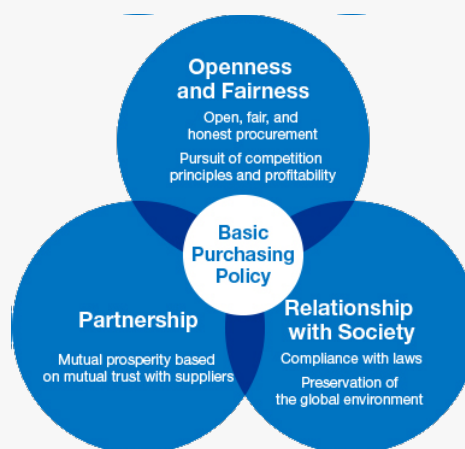 Openness
and Fairness
Open, fair, and
honest procurement
Pursuit of competition
principles and profitability
Basic
Purchasing
Policy
Partnership
Mutual prosperity based
on mutual trust with suppliers
Relationship
with Society
Compliance with laws
Preservation of
the global environment